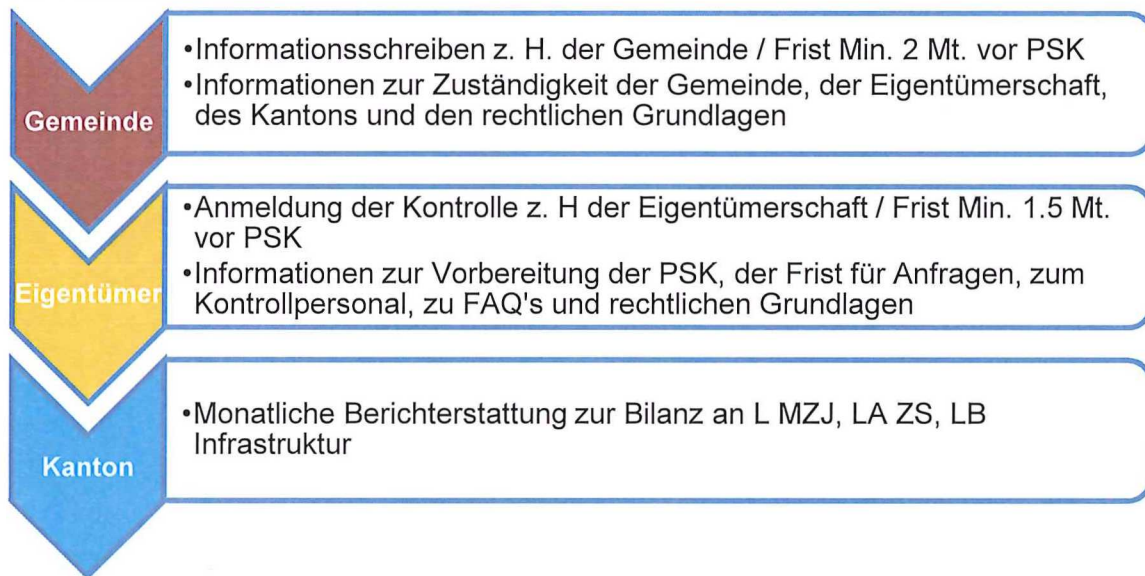 Gemeinde
•Informationsschreiben z. H. der Gemeinde / Frist Min. 2 Mt. vor PSK
•Informationen zur Zuständigkeit der Gemeinde, der Eigentümerschaft,
des Kantons und den rechtlichen Grundlagen
Eigentümer
•Anmeldung der Kontrolle z. H der Eigentümerschaft / Frist Min. 1.5 Mt.
vor PSK
•Informationen zur Vorbereitung der PSK, der Frist für Anfragen, zum
Kontrollpersonal, zu FAQ's und rechtlichen Grundlagen
Kanton
•Monatliche Berichterstattung zur Bilanz an L MZJ, LA ZS, LB
Infrastruktur